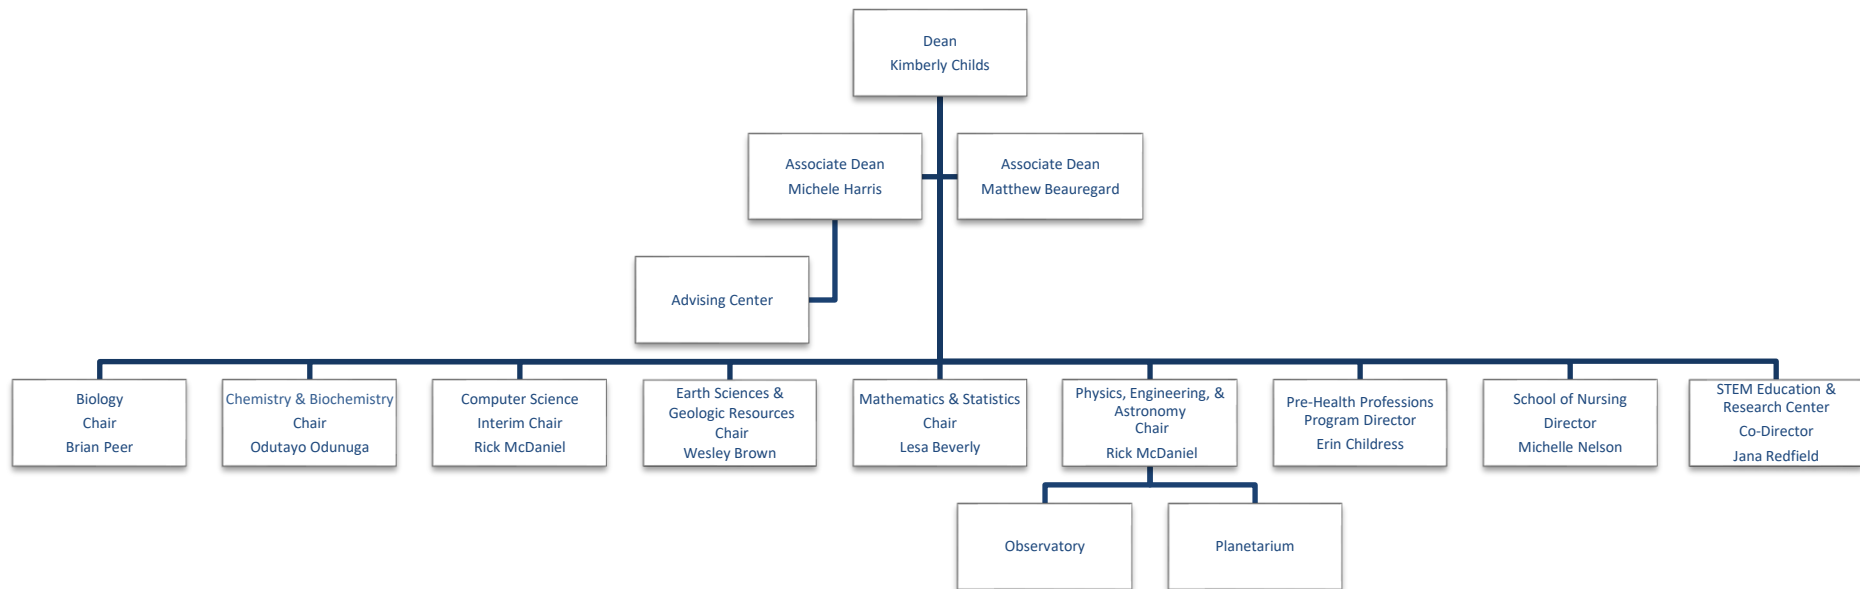 Dean
Kimberly Childs
Associate Dean
Michele Harris
Associate Dean
Matthew Beauregard
Advising Center
Biology
Chair
Brian Peer
Chemistry & Biochemistry
Chair
Odutayo Odunuga
Computer Science
Interim Chair
Rick McDaniel
Earth Sciences &
Geologic Resources
Chair
Wesley Brown
Mathematics & Statistics
Chair
Lesa Beverly
Physics, Engineering, &
Astronomy
Chair
Rick McDaniel
Pre-Health Professions
Program Director
Erin Childress
School of Nursing
Director
Michelle Nelson
STEM Education &
Research Center
Co-Director
Jana Redfield
Observatory
Planetarium